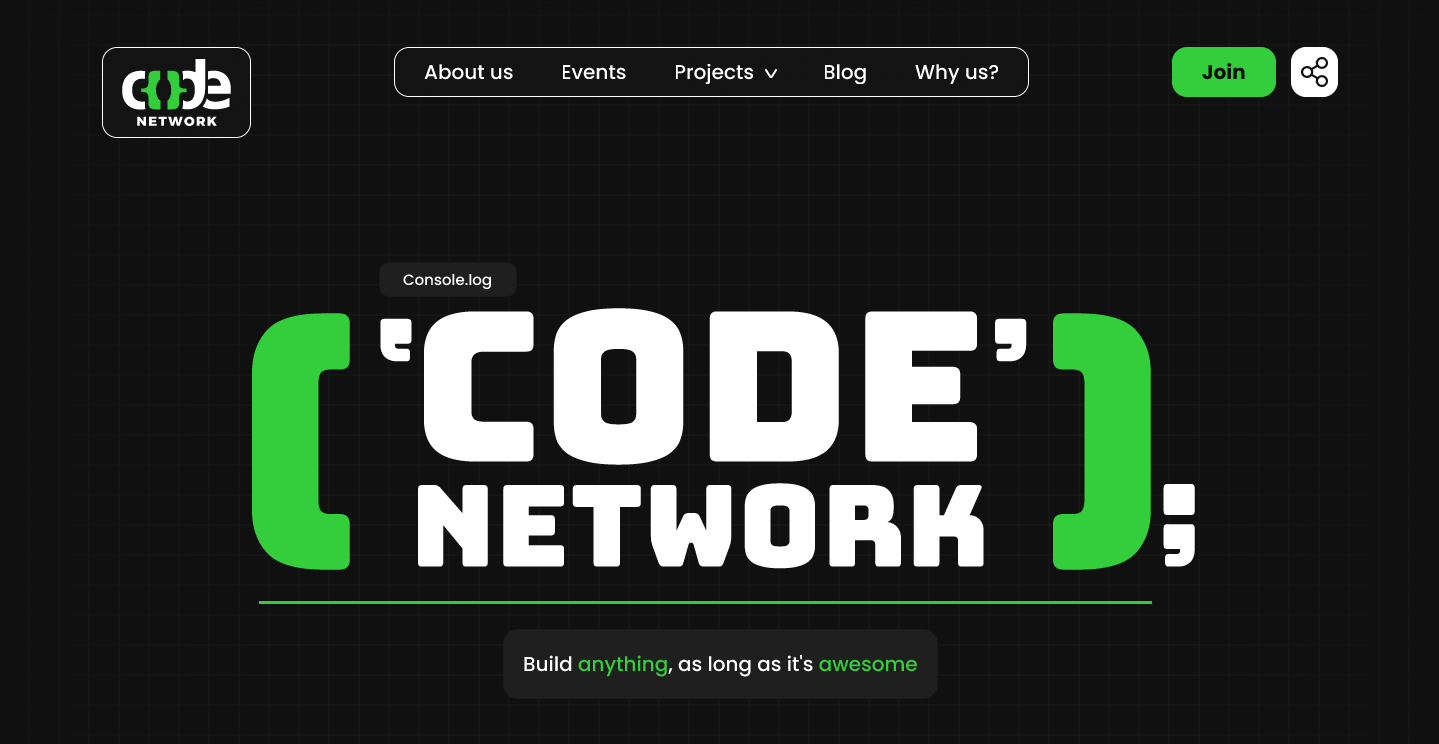 code
NETWORK
About us
Events
Projects
Blog
Why us?
Join
Console.log
(‘CODE’
NETWORK);
Build anything, as long as it's awesome